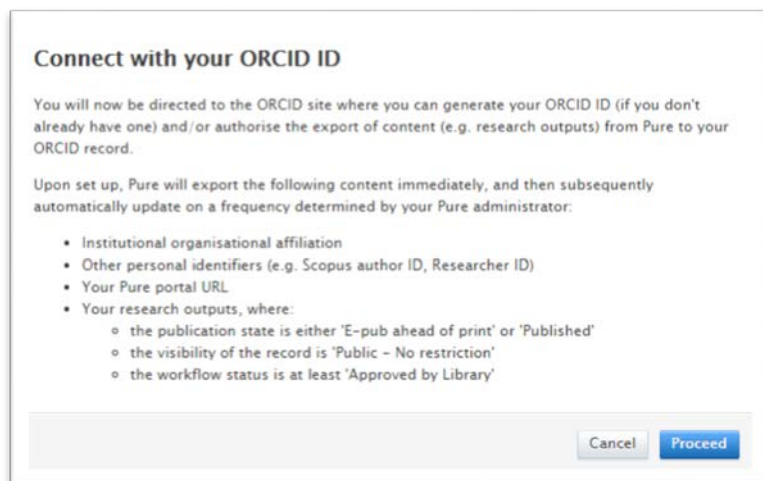 Connect with your ORCID ID
You will now be directed to the ORCID site where you can generate your ORCID ID (if you don't
already have one) and/or authorise the export of content (e.g. research outputs) from Pure to your
ORCID record.
Upon set up, Pure will export the following content immediately, and then subsequently
automatically update on a frequency determined by your Pure administrator:
• Institutional organisational affiliation
• Other personal identifiers (e.g. Scopus author ID, Researcher ID)
• Your Pure portal URL
• Your research outputs, where:
o the publication state is either 'E-pub ahead of print' or 'Published'
o the visibility of the record is 'Public - No restriction'
o the workflow status is at least 'Approved by Library'
Cancel Proceed